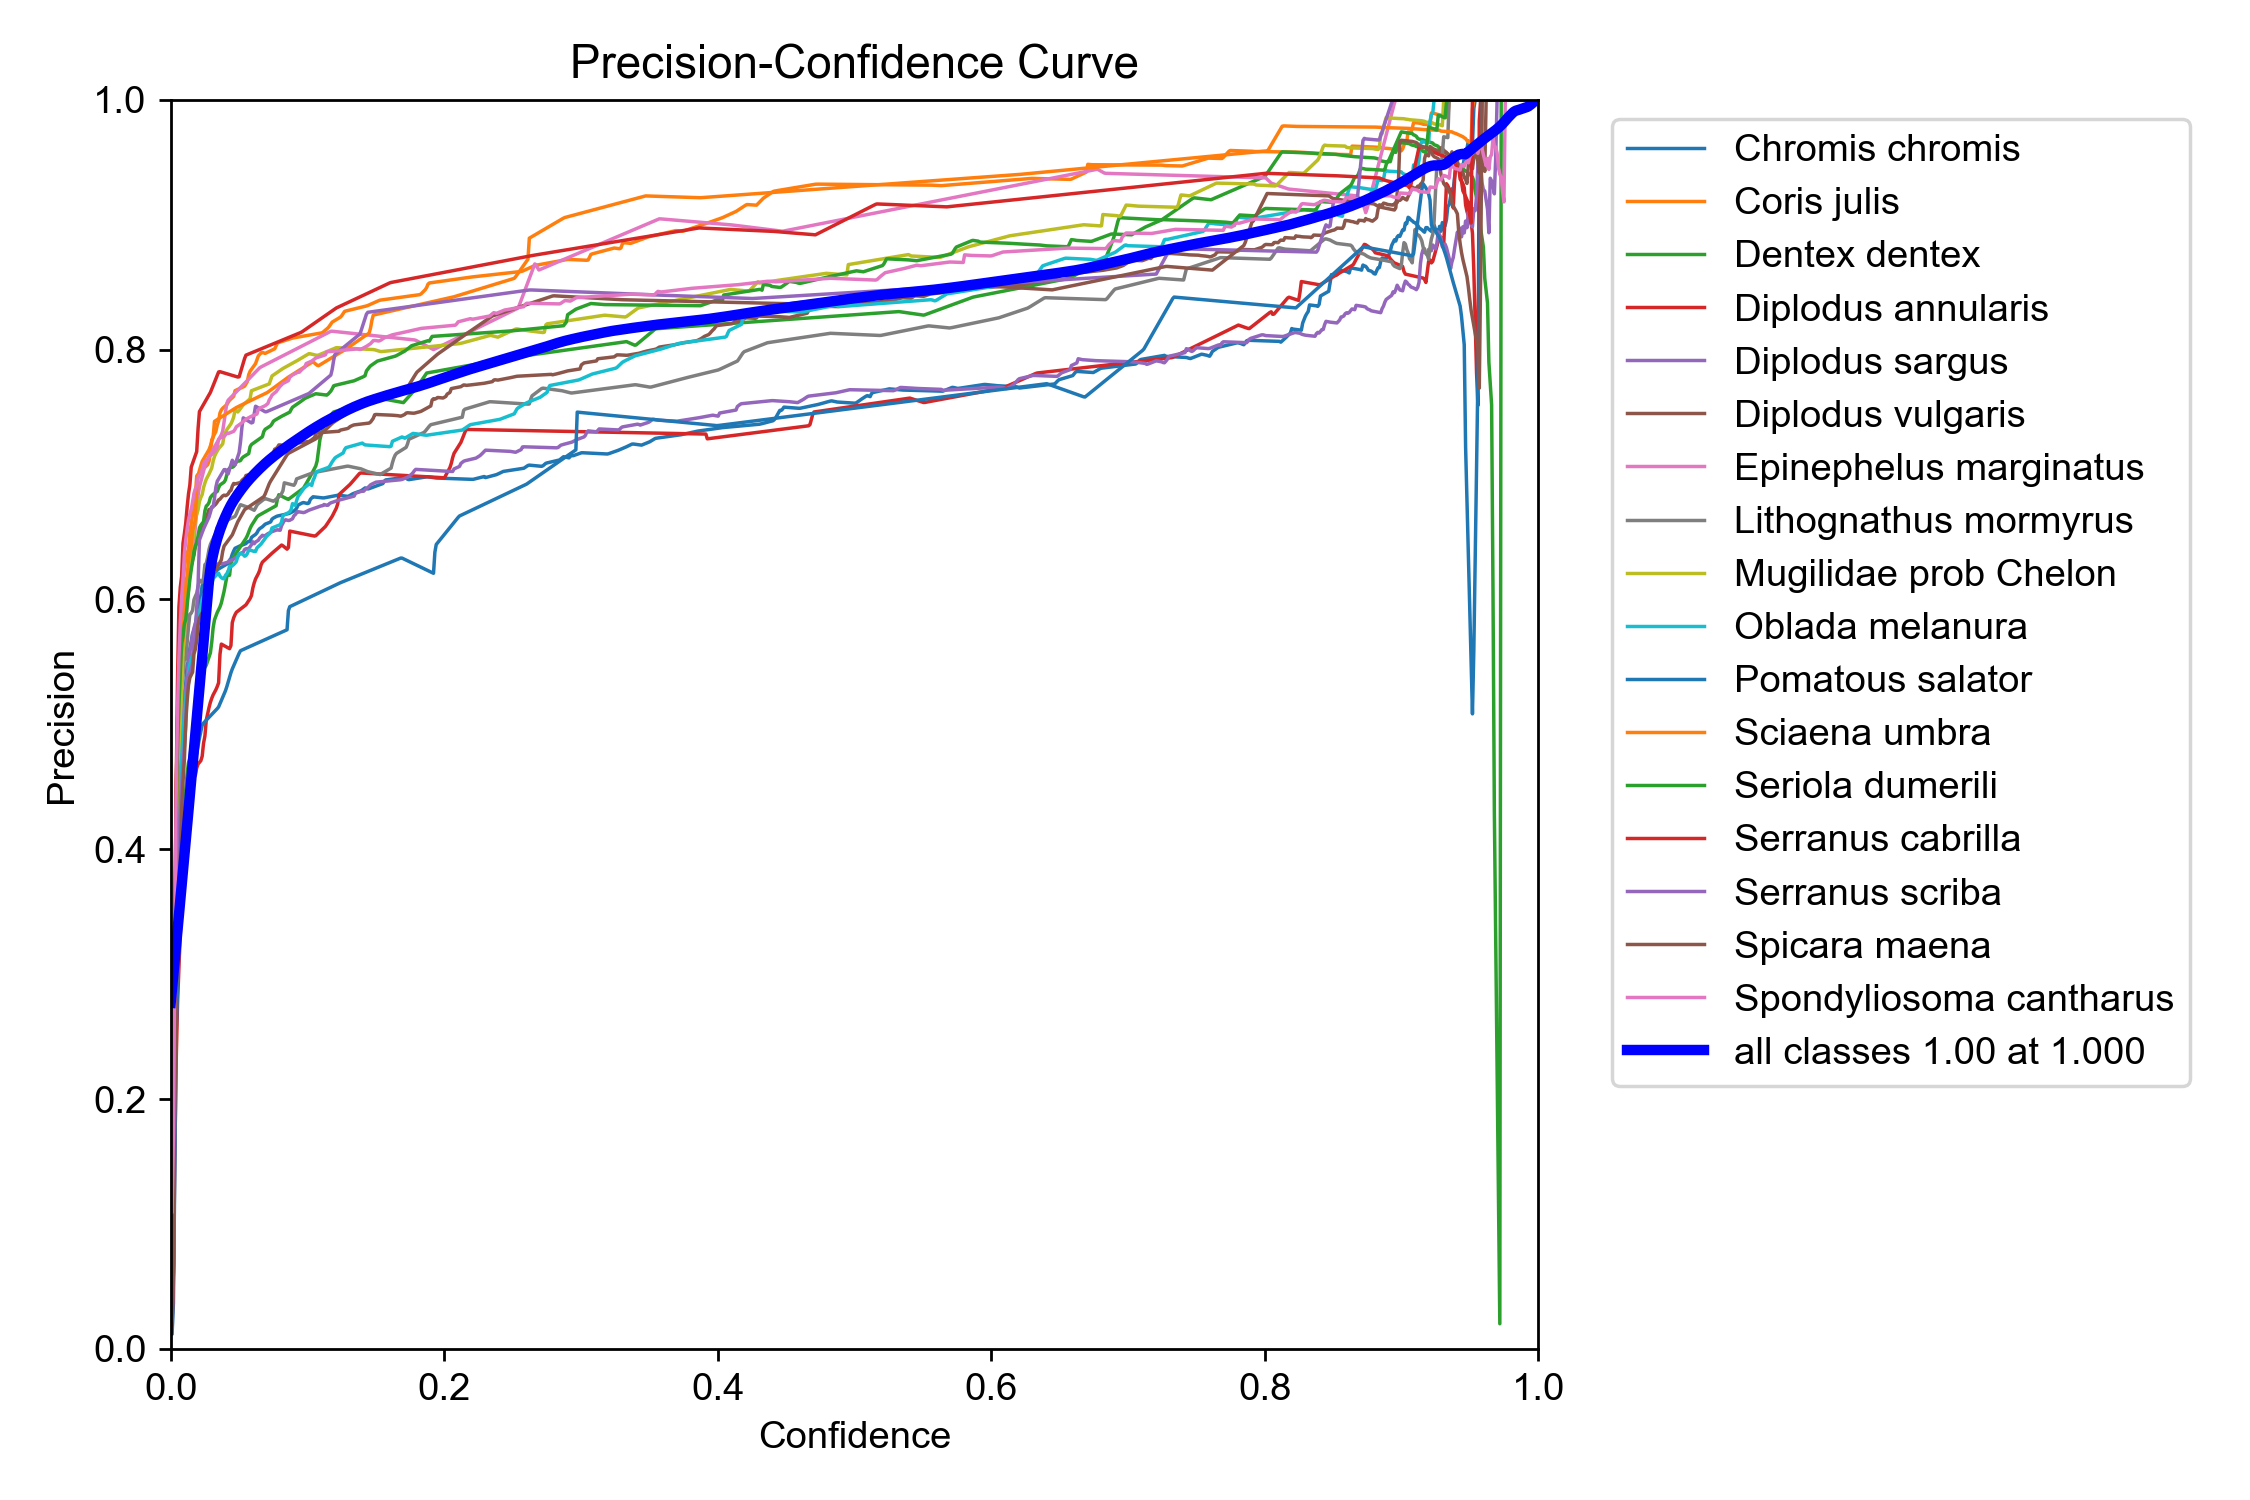 Precision-Confidence Curve
1.0
0.8
0.6
0.4
0.2
0.0
Precision
0.0 0.2 0.4 0.6 0.8 1.0
Confidence
Chromis chromis
Coris julis
Dentex dentex
Diplodus annularis
Diplodus sargus
Diplodus vulgaris
Epinephelus marginatus
Lithognathus mormyrus
Mugilidae prob Chelon
Oblada melanura
Pomatous salator
Sciaena umbra
Seriola dumerili
Serranus cabrilla
Serranus scriba
Spicara maena
Spondyliosoma cantharus
all classes 1.00 at 1.000